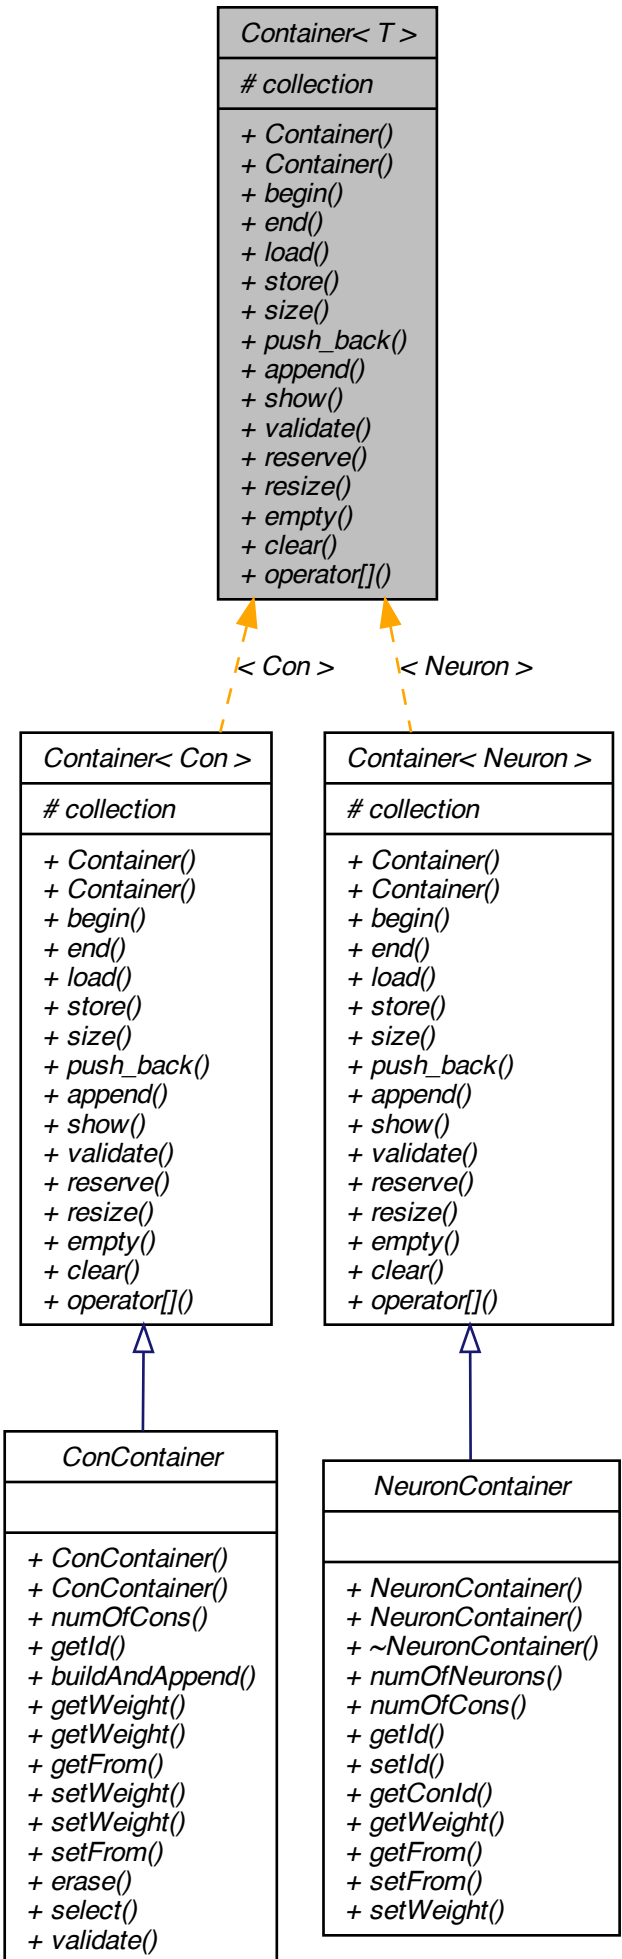 Container< T >
# collection
+ Container()
+ Container()
+ begin()
+ end()
+ load()
+ store()
+ size()
+ push_back()
+ append()
+ show()
+ validate()
+ reserve()
+ resize()
+ empty()
+ clear()
+ operator[]()
< Con >
< Neuron >
Container< Con >
# collection
+ Container()
+ Container()
+ begin()
+ end()
+ load()
+ store()
+ size()
+ push_back()
+ append()
+ show()
+ validate()
+ reserve()
+ resize()
+ empty()
+ clear()
+ operator[]()
Container< Neuron >
# collection
+ Container()
+ Container()
+ begin()
+ end()
+ load()
+ store()
+ size()
+ push_back()
+ append()
+ show()
+ validate()
+ reserve()
+ resize()
+ empty()
+ clear()
+ operator[]()
ConContainer
+ ConContainer()
+ ConContainer()
+ numOfCons()
+ getId()
+ buildAndAppend()
+ getWeight()
+ getWeight()
+ getFrom()
+ setWeight()
+ setWeight()
+ setFrom()
+ erase()
+ select()
+ validate()
NeuronContainer
+ NeuronContainer()
+ NeuronContainer()
+ ~NeuronContainer()
+ numOfNeurons()
+ numOfCons()
+ getId()
+ setId()
+ getConId()
+ getWeight()
+ getFrom()
+ setFrom()
+ setWeight()